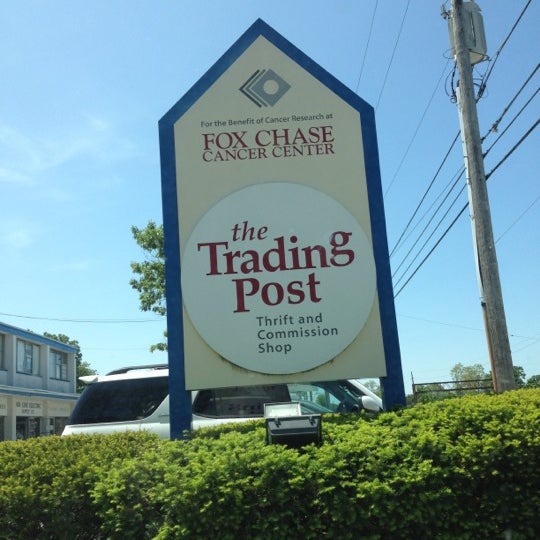 For the Benefit of Cancer Research at
FOX CHASE
CANCER CENTER
the
Trading
Post
Thrift and
Commission
Shop